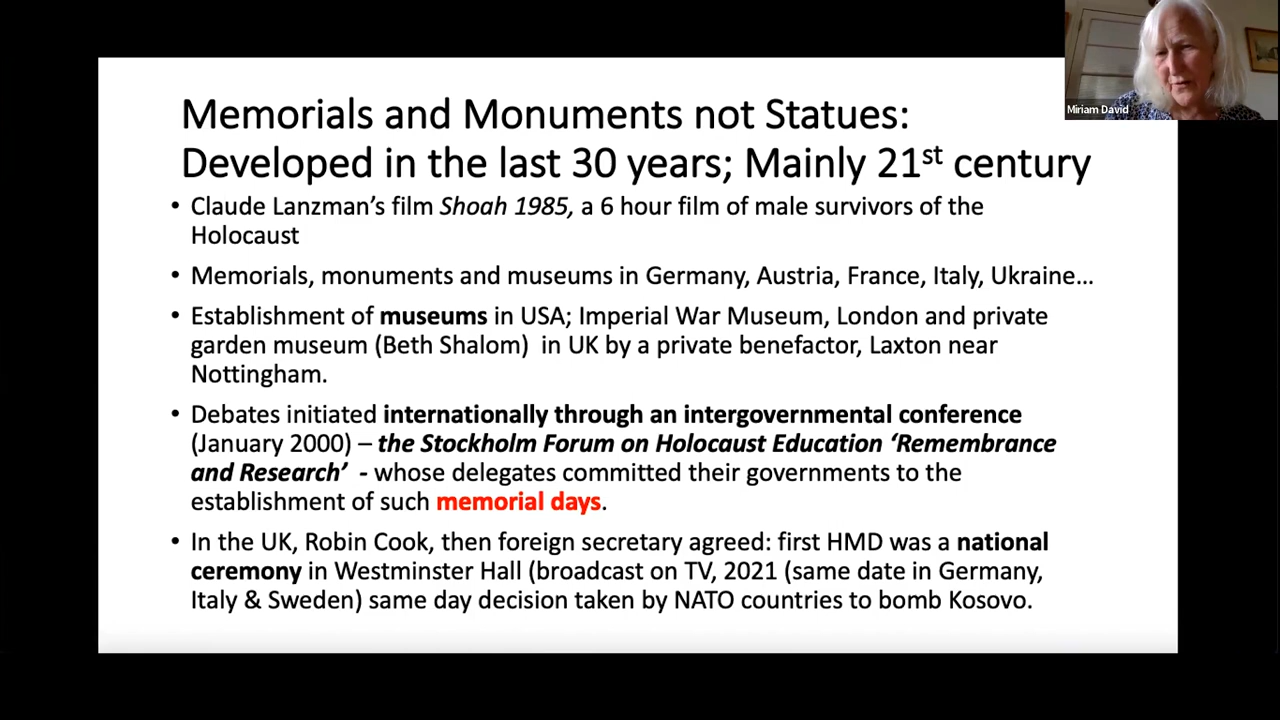 Memorials and Monuments not Statues:
Developed in the last 30 years; Mainly 21st century
• Claude Lanzman’s film Shoah 1985, a 6 hour film of male survivors of the
Holocaust
• Memorials, monuments and museums in Germany, Austria, France, Italy, Ukraine…
• Establishment of museums in USA; Imperial War Museum, London and private
garden museum (Beth Shalom) in UK by a private benefactor, Laxton near
Nottingham.
• Debates initiated internationally through an intergovernmental conference
(January 2000) – the Stockholm Forum on Holocaust Education ‘Remembrance
and Research’ - whose delegates committed their governments to the
establishment of such memorial days.
• In the UK, Robin Cook, then foreign secretary agreed: first HMD was a national
ceremony in Westminster Hall (broadcast on TV, 2021 (same date in Germany,
Italy & Sweden) same day decision taken by NATO countries to bomb Kosovo.
Miriam David